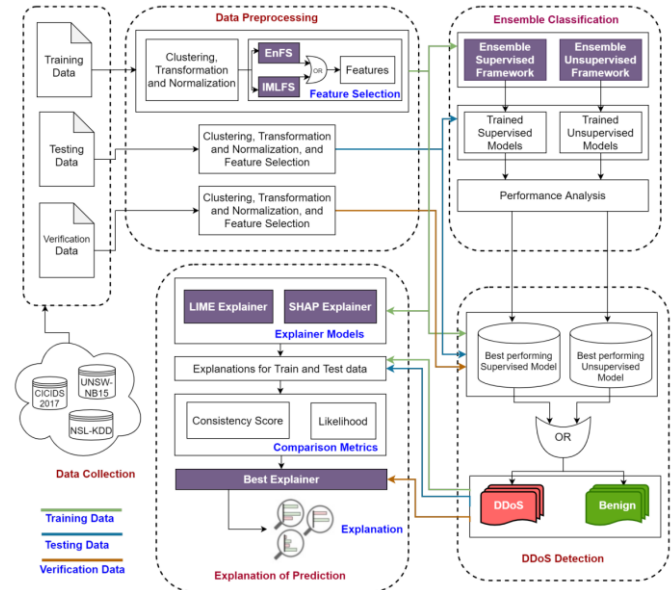 Data Preprocessing
Ensemble Classification
Training
Data
Clustering,
Transformation
and Normalization
EnFS
IMLFS
OR
Features
Feature Selection
Ensemble
Supervised
Framework
Ensemble
Unsupervised
Framework
Testing
Data
Clustering, Transformation
and Normalization, and
Feature Selection
Trained
Supervised
Models
Trained
Unsupervised
Models
Verification
Data
Clustering, Transformation
and Normalization, and
Feature Selection
Performance Analysis
LIME Explainer
SHAP Explainer
Explainer Models
Best performing
Supervised Model
Best performing
Unsupervised
Model
Explanations for Train and Test data
CICIDS
2017
UNSW-
NB15
NSL-KDD
Data Collection
Consistency Score
Likelihood
Comparison Metrics
OR
Best Explainer
DDoS
Benign
Explanation
Training Data
Testing Data
Verification Data
Explanation of Prediction
DDoS Detection